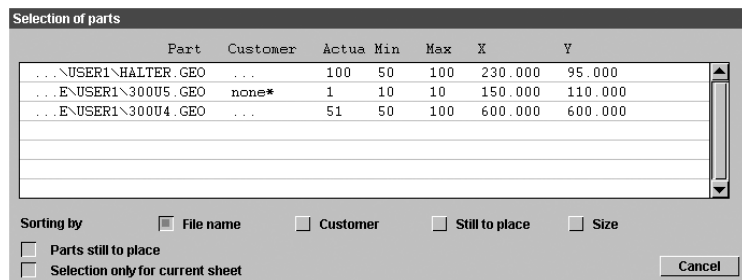 Selection of parts
Part Customer Actua Min Max X Y
...\USER1\HALTER.GEO ... 100 50 100 230.000 95.000
...E\USER1\300U5.GEO none* 1 10 10 150.000 110.000
...E\USER1\300U4.GEO ... 51 50 100 600.000 600.000
Sorting by File name Customer Still to place Size
Parts still to place
Selection only for current sheet Cancel